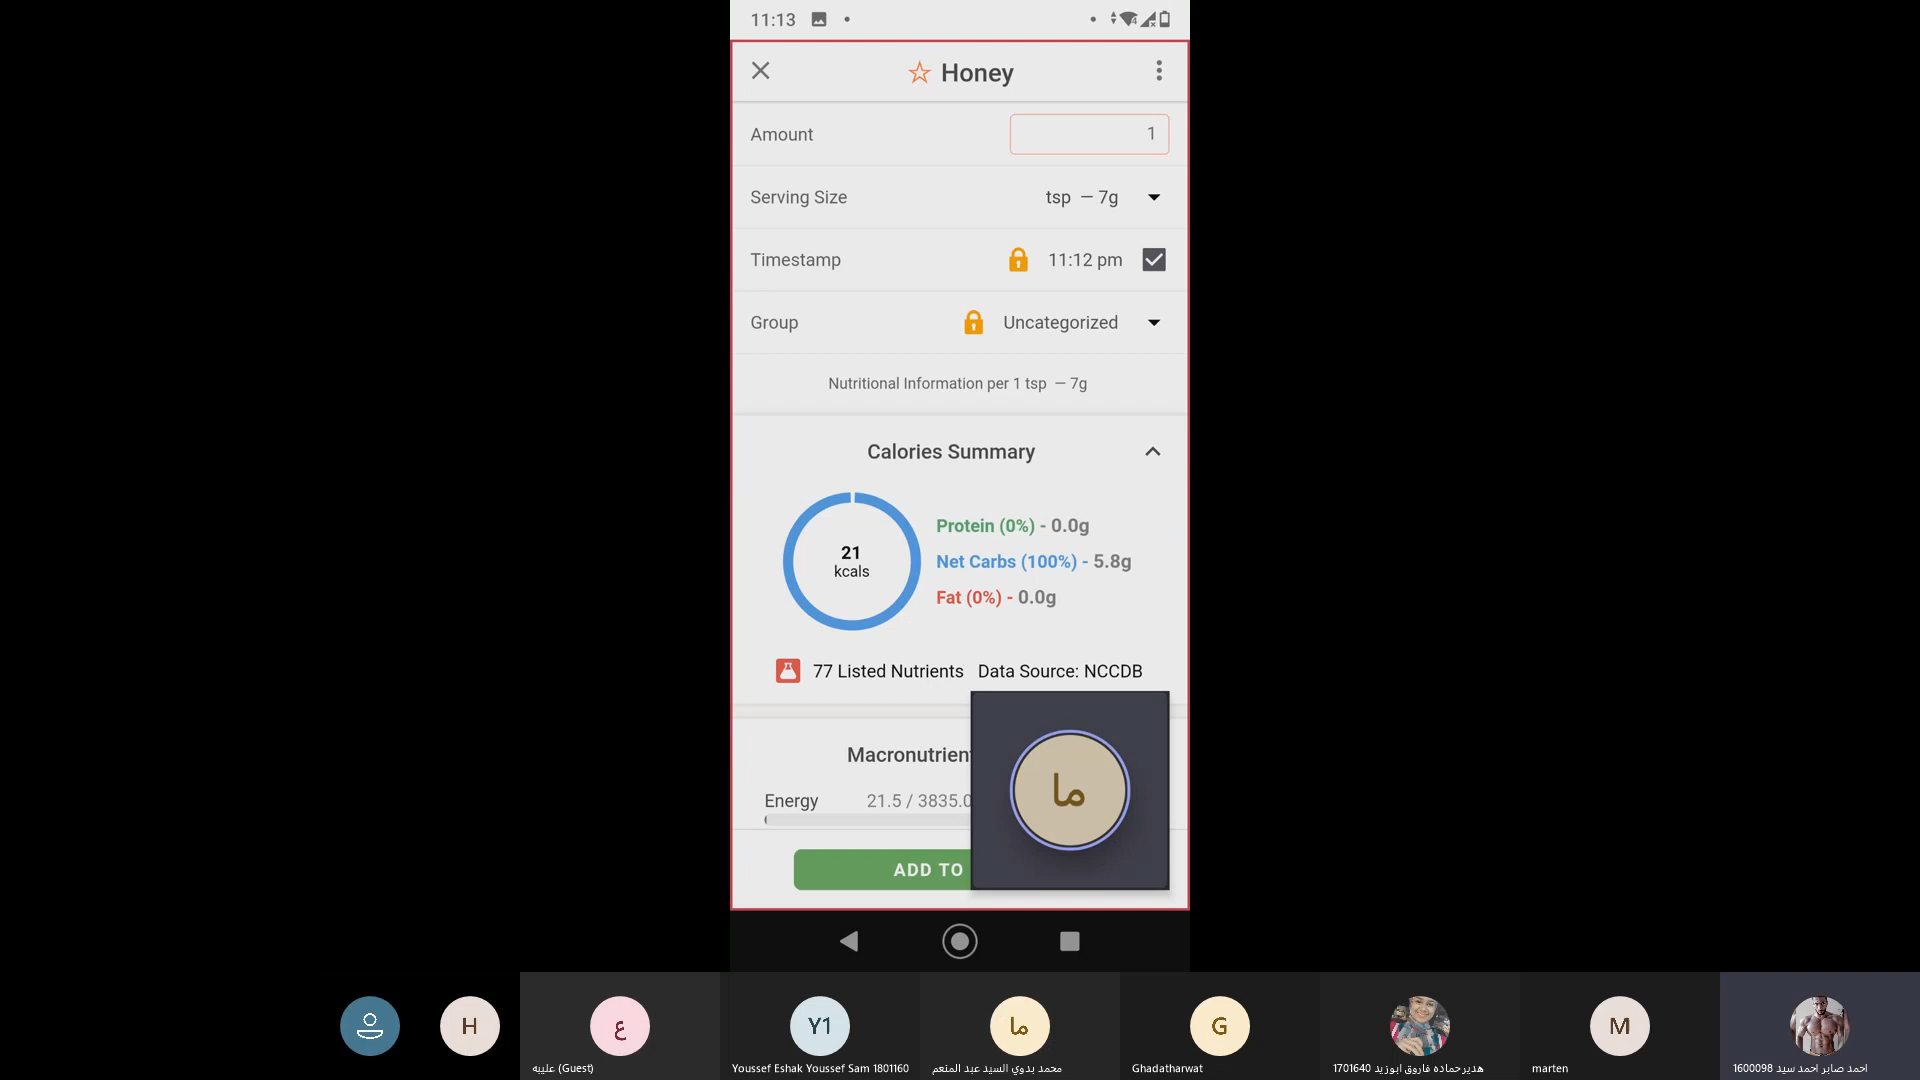 11:13
Honey
Amount
1
Serving Size
tsp — 7g
Timestamp
11:12 pm
Group
Uncategorized
Nutritional Information per 1 tsp — 7g
Calories Summary
21
kcals
Protein (0%) - 0.0g
Net Carbs (100%) - 5.8g
Fat (0%) - 0.0g
77 Listed Nutrients Data Source: NCCDB
Macronutrien
Energy
21.5 / 3835.0
ما
ADD TO
H
ع
Y1
ما
G
M
علييه (Guest)
Youssef Eshak Youssef Sam 1801160
محمد بدوي السيد عبد المنعم
Ghadatharwat
هديرحماده فاروق ابوزيد 1701640
marten
احمد صابر احمد سيد 1600098